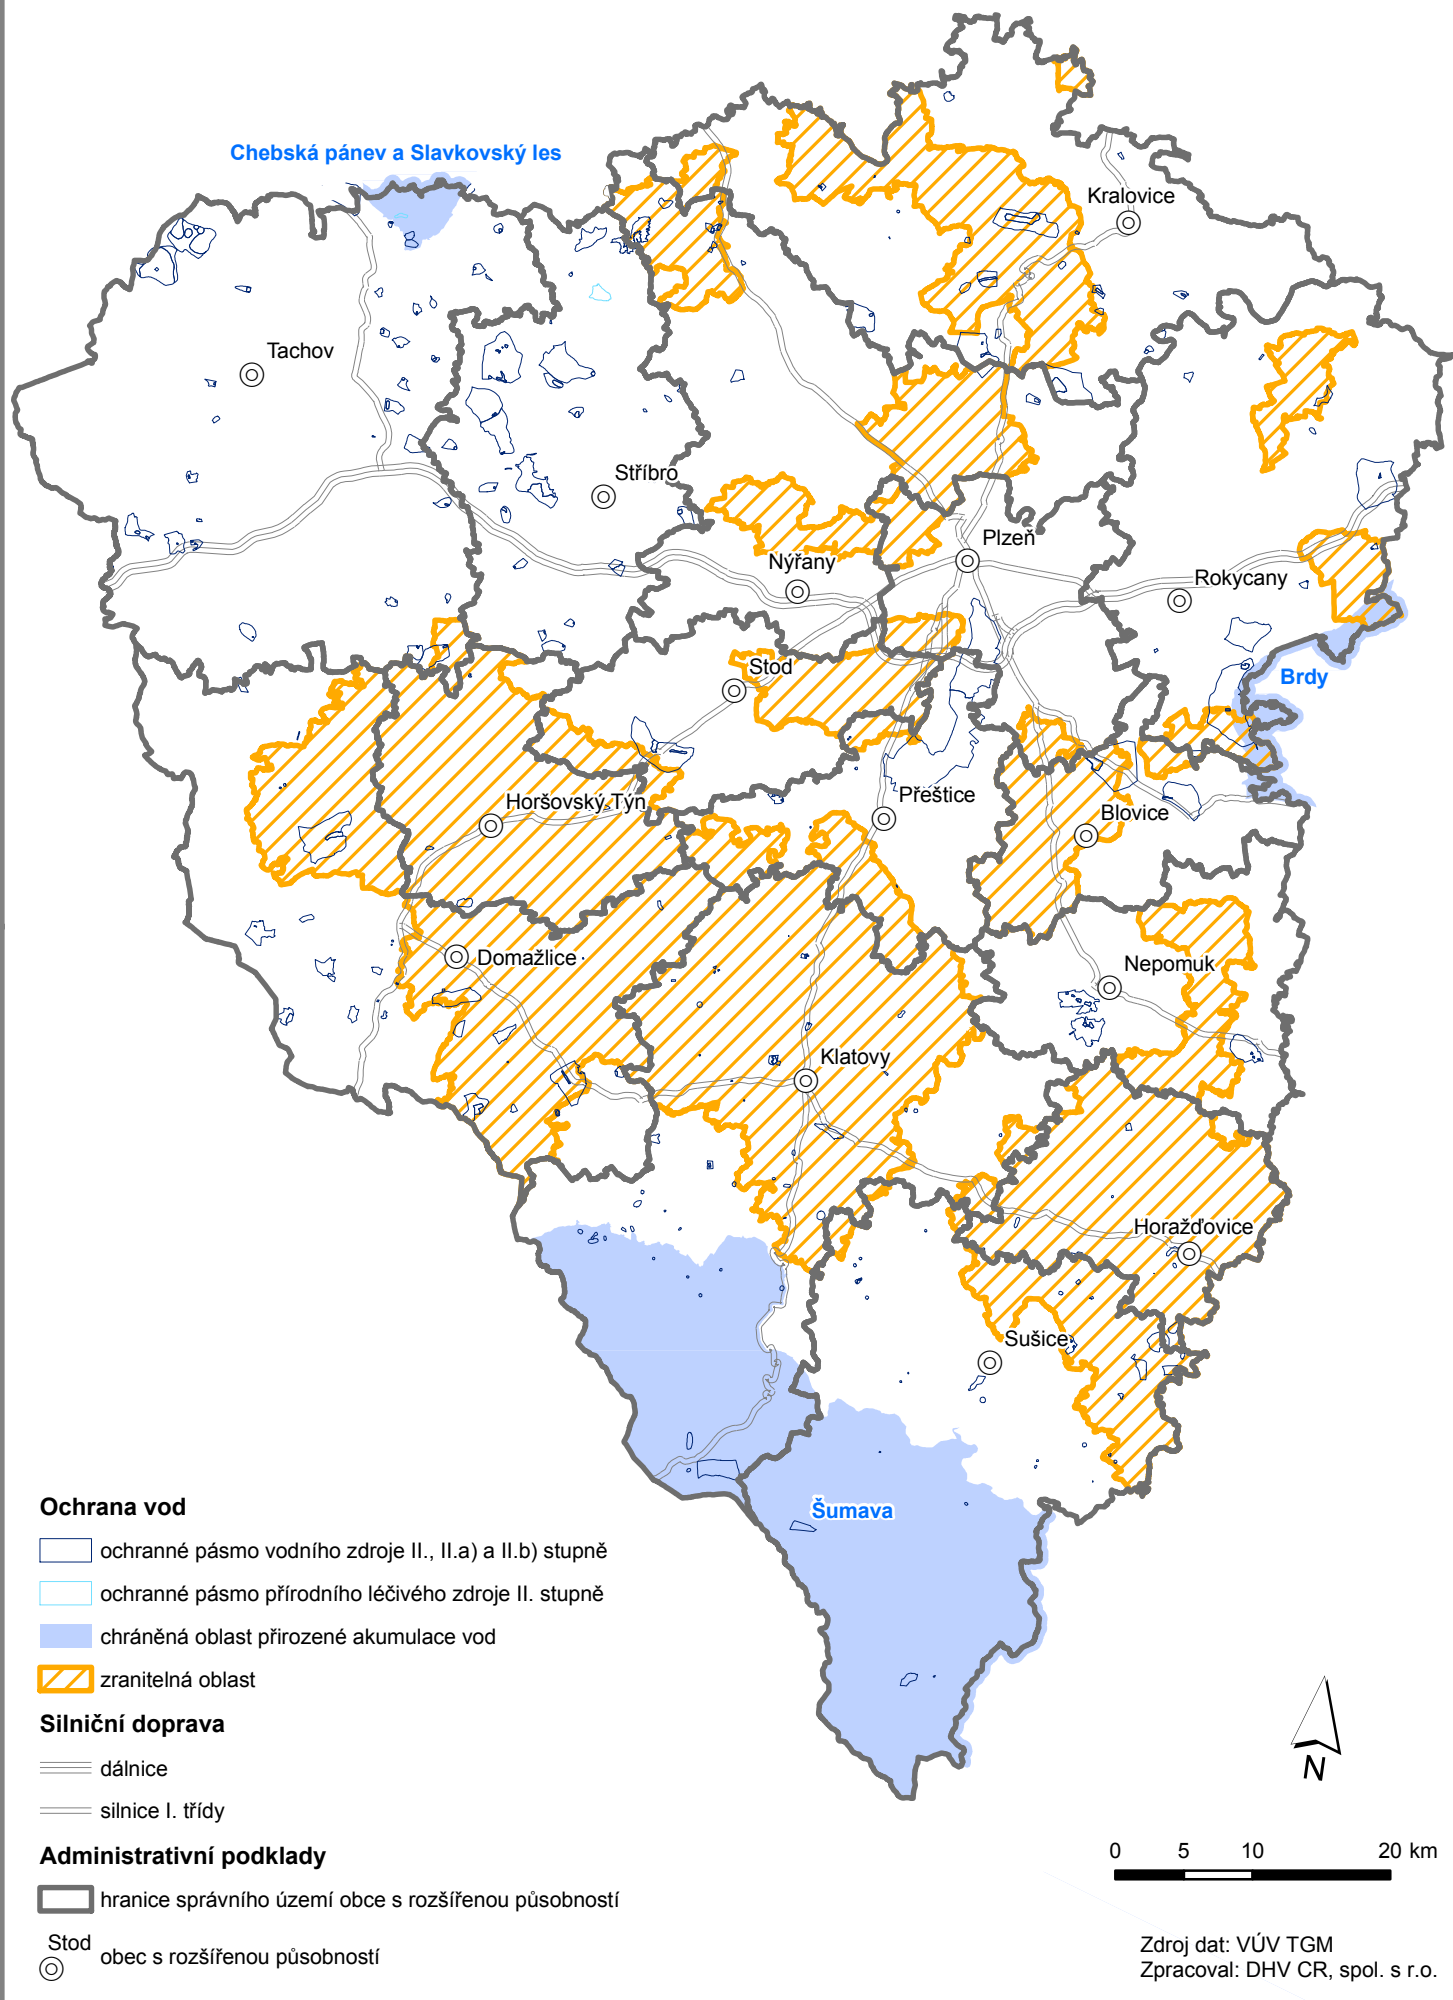 Chebská pánev a Slavkovský les
Kralovice
Tachov
Stříbro
Plzeň
Nýřany
Rokycany
Stod
Brdy
Přeštice
Horšovský Týn
Blovice
Domažlice
Nepomuk
Klatovy
Horažďovice
Sušice
Šumava
Ochrana vod
ochranné pásmo vodního zdroje II., II.a) a II.b) stupně
ochranné pásmo přírodního léčivého zdroje II. stupně
chráněná oblast přirozené akumulace vod
zranitelná oblast
Silniční doprava
dálnice
silnice I. třídy
Administrativní podklady
hranice správního území obce s rozšířenou působností
Stod
obec s rozšířenou působností
N
0 5 10 20 km
Zdroj dat: VÚV TGM
Zpracoval: DHV CR, spol. s r.o.